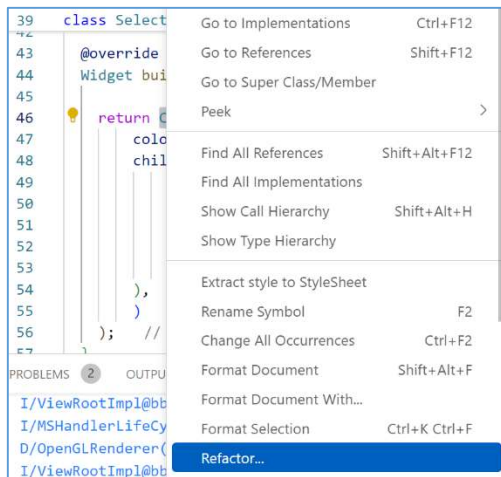 39 class Select
42
43 @override
44 Widget bui
45
46 return C
47 colo
48 chil
49
50
51
52
53
54 ),
55 )
56 ); //
57 }
PROBLEMS 2 OUTPU
I/ViewRootImpl@bb
I/MSHandlerLifeCy
D/OpenGLRenderer(
I/ViewRootImpl@bb
Go to Implementations Ctrl+F12
Go to References Shift+F12
Go to Super Class/Member
Peek >
Find All References Shift+Alt+F12
Find All Implementations
Show Call Hierarchy Shift+Alt+H
Show Type Hierarchy
Extract style to StyleSheet
Rename Symbol F2
Change All Occurrences Ctrl+F2
Format Document Shift+Alt+F
Format Document With...
Format Selection Ctrl+K Ctrl+F
Refactor...